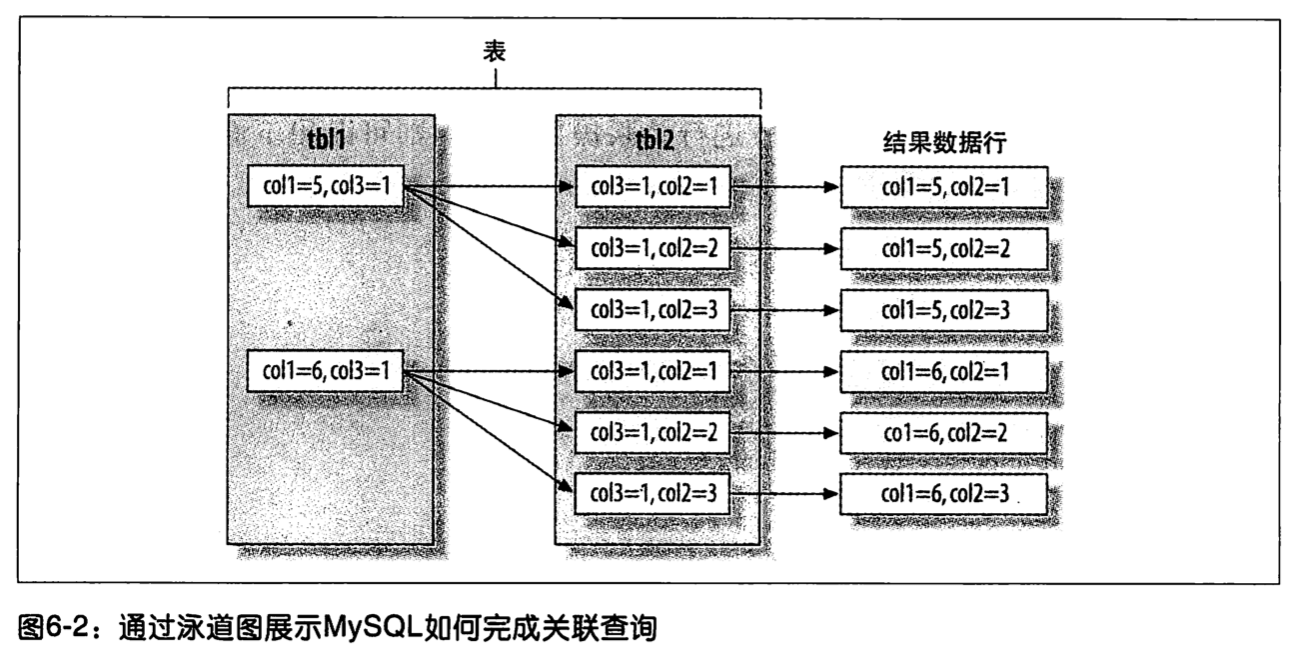 表
tbl1 tbl2 结果数据行
col1=5,col3=1 col3=1,col2=1 col1=5,col2=1
col3=1,col2=2 col1=5,col2=2
col3=1,col2=3 col1=5,col2=3
col1=6,col3=1 col3=1,col2=1 col1=6,col2=1
col3=1,col2=2 co1=6,col2=2
col3=1,col2=3 col1=6,col2=3
图6-2：通过泳道图展示MySQL如何完成关联查询